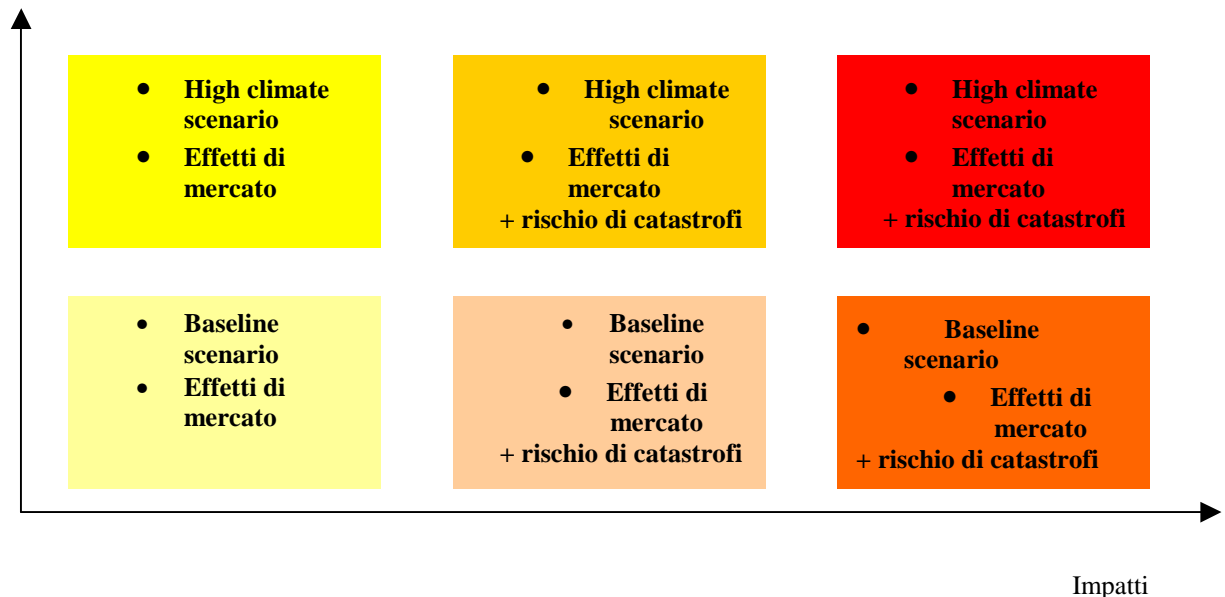 • High climate
scenario
• Effetti di
mercato
• High climate
scenario
• Effetti di
mercato
+ rischio di catastrofi
• High climate
scenario
• Effetti di
mercato
+ rischio di catastrofi
• Baseline
scenario
• Effetti di
mercato
• Baseline
scenario
• Effetti di
mercato
+ rischio di catastrofi
• Baseline
scenario
• Effetti di
mercato
+ rischio di catastrofi
Impatti